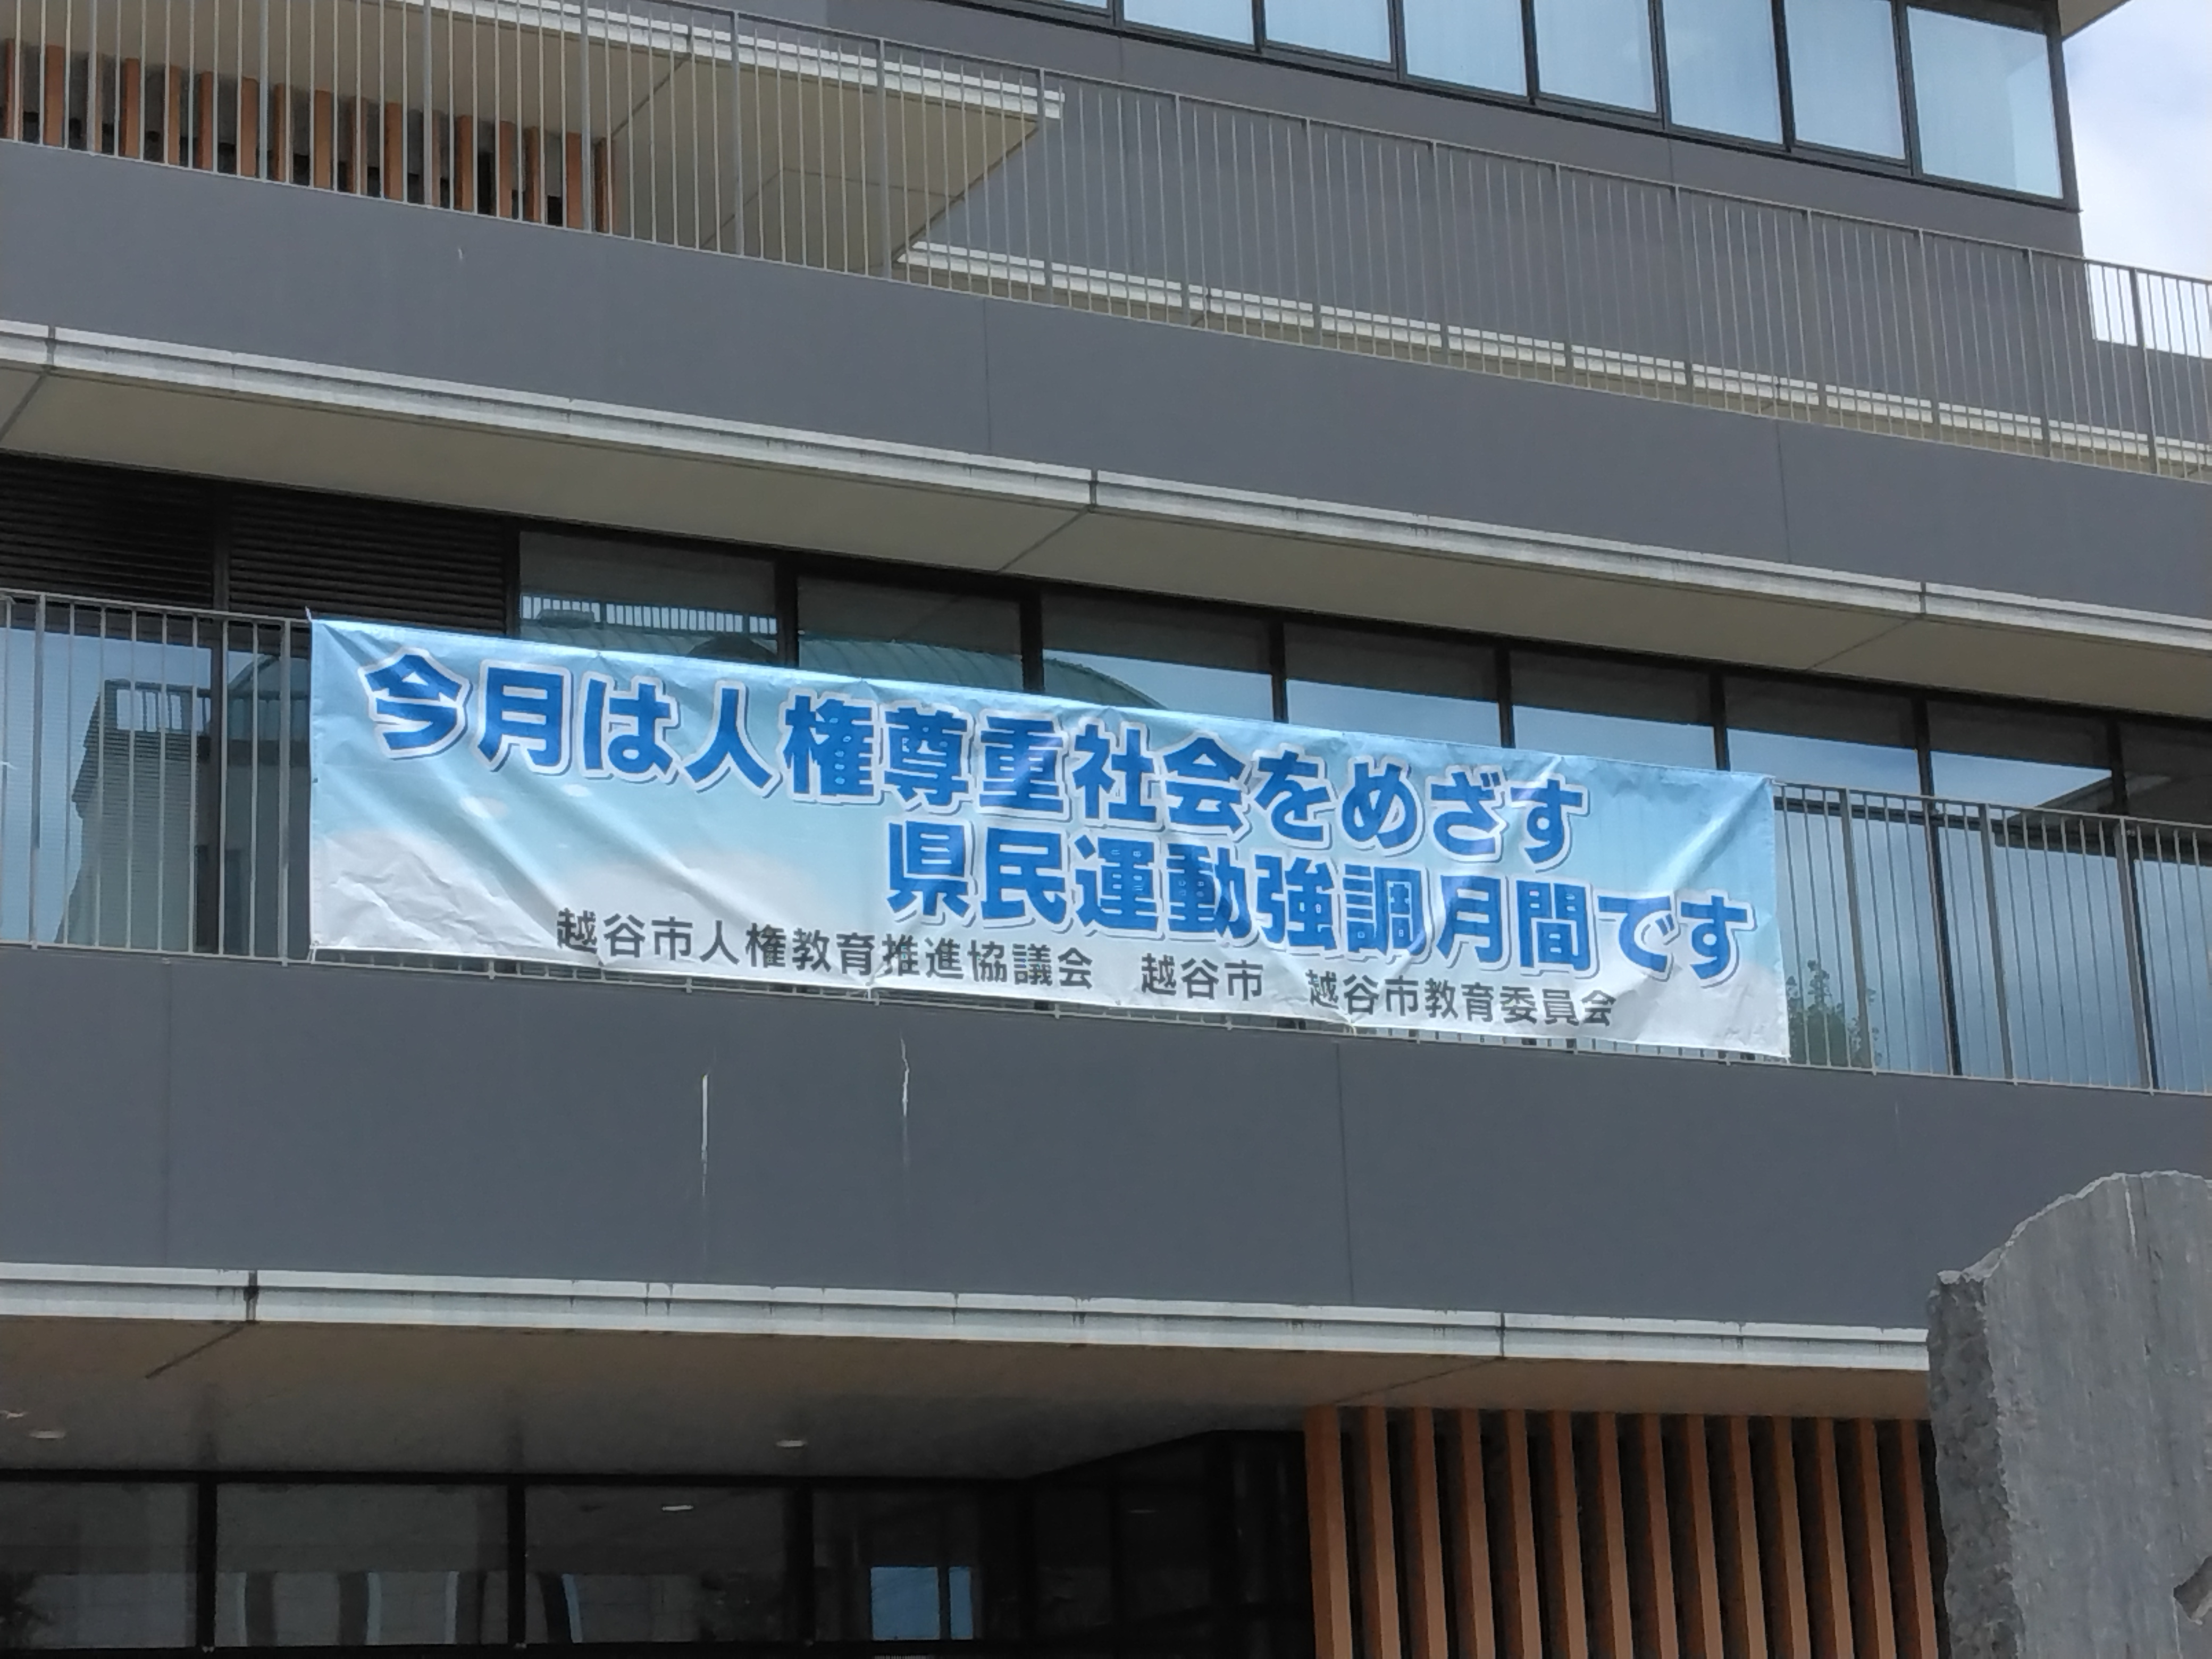 今月は人権尊重社会をめざす
県民運動強調月間です
越谷市人権教育推進協議会　越谷市　越谷市教育委員会